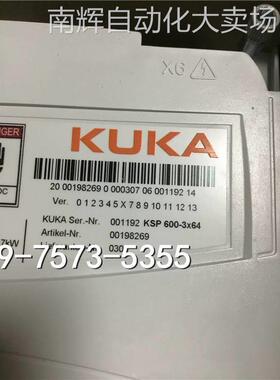 南辉自动化大卖场
X6
KUKA
20 00198269 0 000307 06 001192 14
Ver. 0 1 2 3 4 5 X 7 8 9 10 11 12 13
KUKA Ser.-Nr. 001192 KSP 600-3x64
Artikel-Nr. 00198269
030
9-7573-5355
DC
7kW